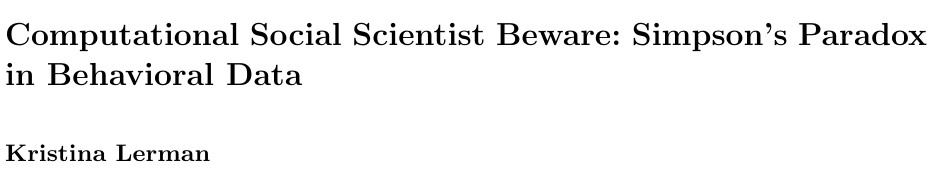 Computational Social Scientist Beware: Simpson's Paradox
in Behavioral Data
Kristina Lerman